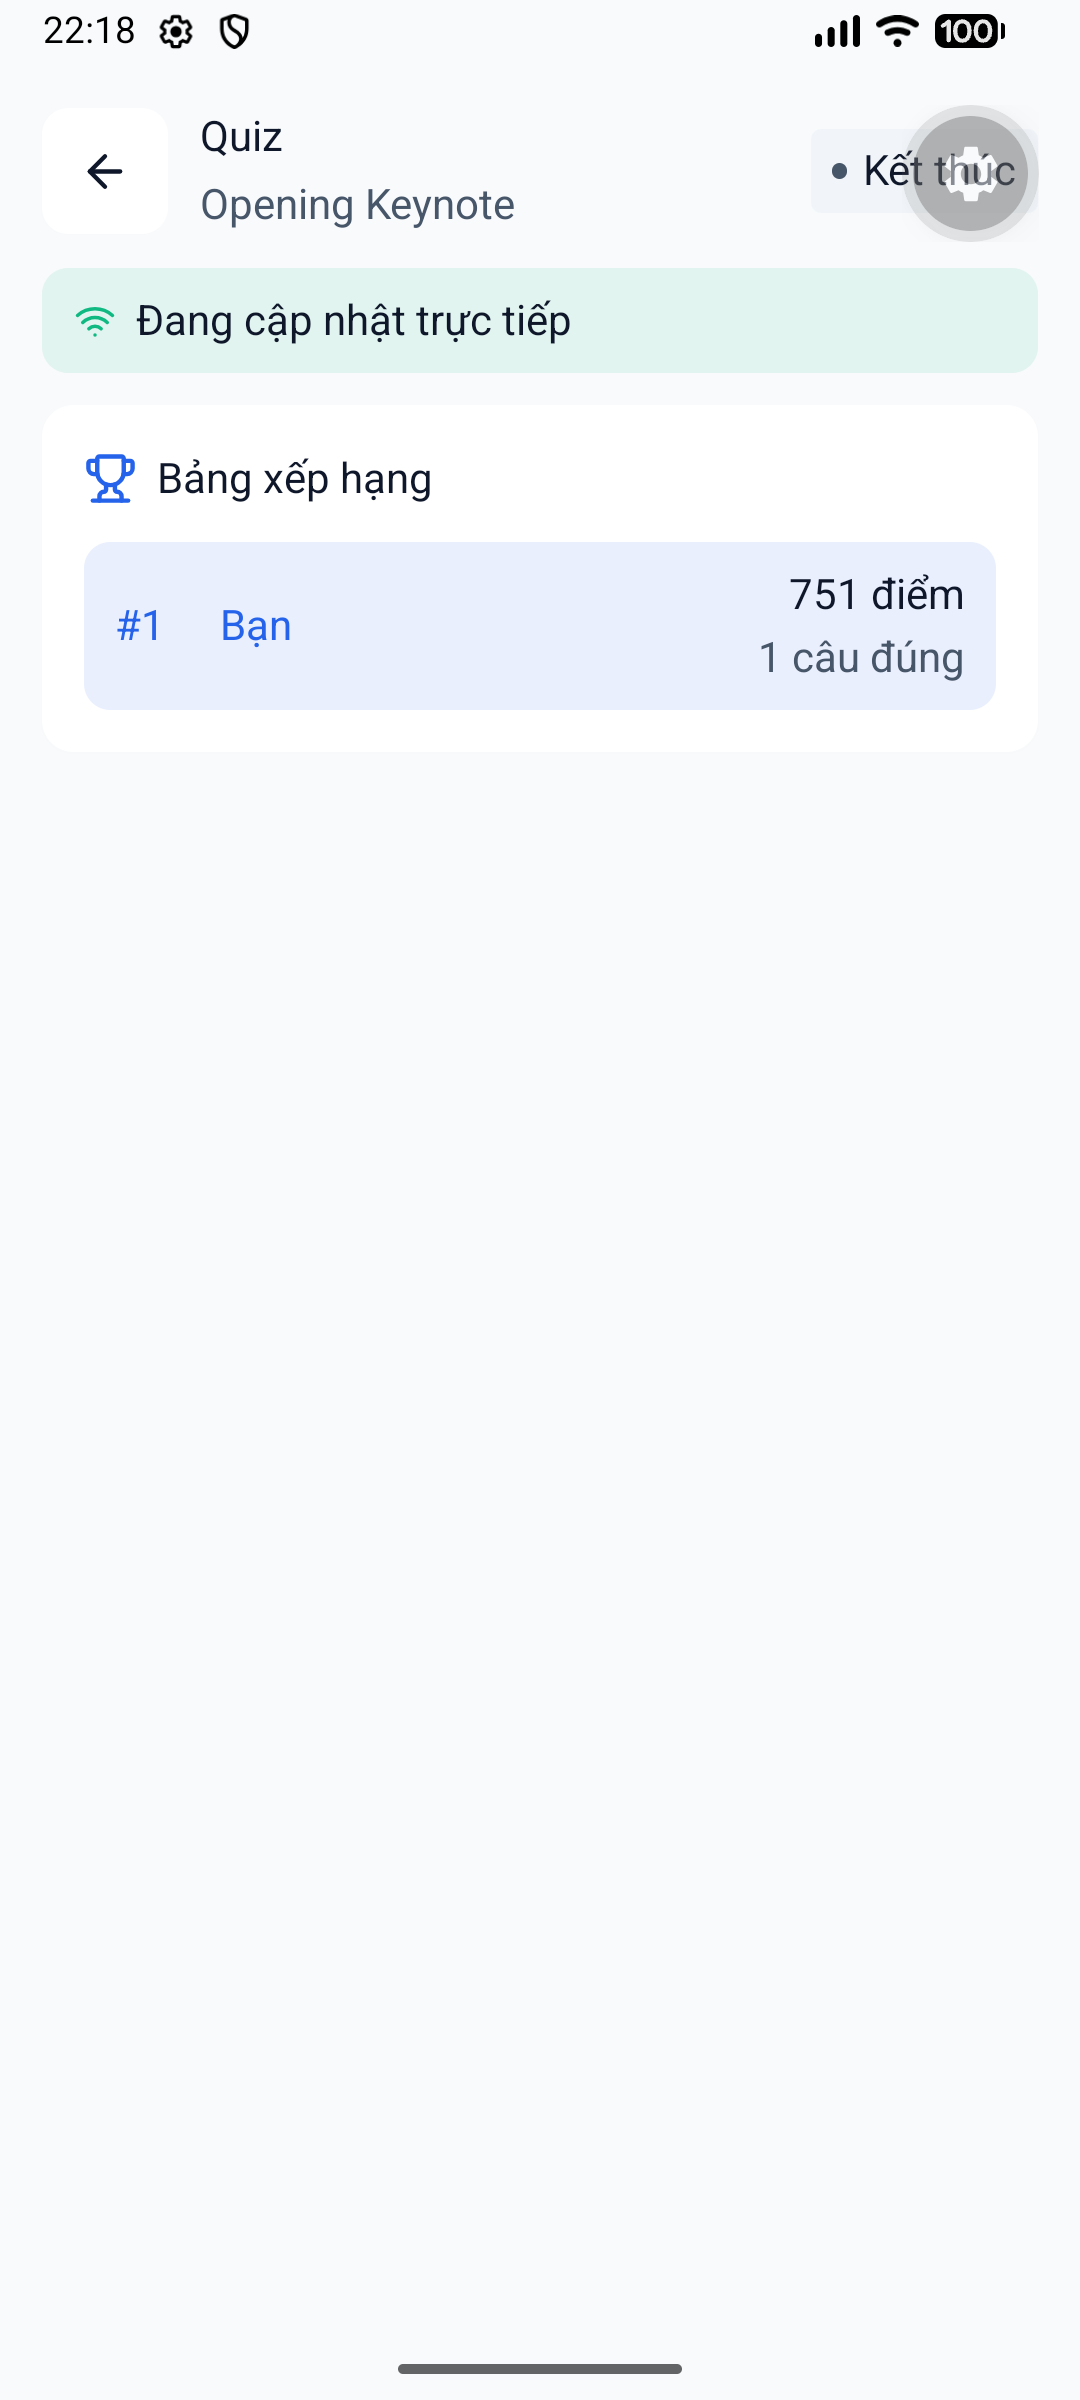 22:18
100
Quiz
Opening Keynote
Kết thúc
Đang cập nhật trực tiếp
Bảng xếp hạng
#1 Bạn
751 điểm
1 câu đúng